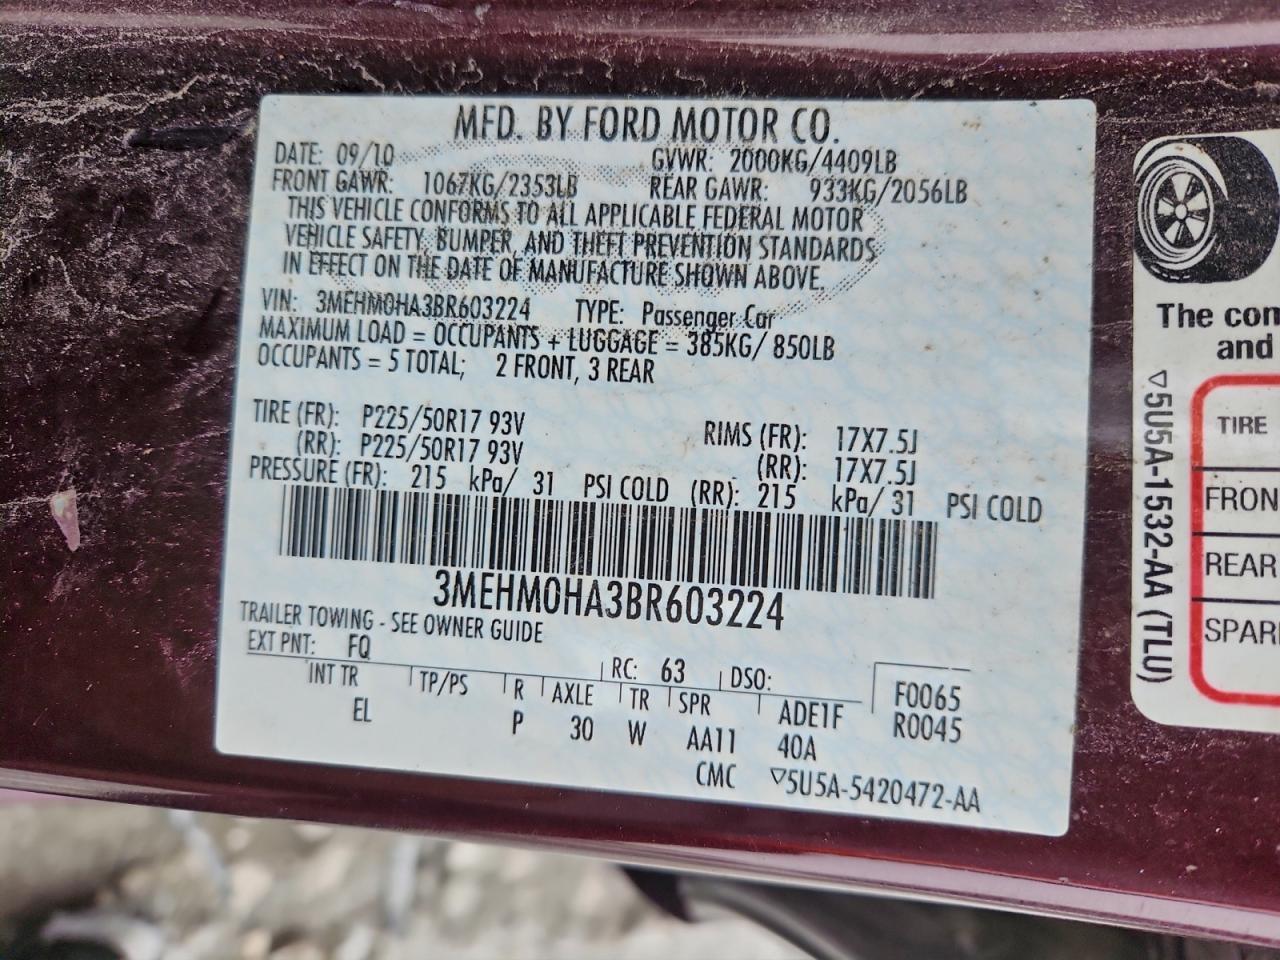 MFD. BY FORD MOTOR CO.
DATE: 09/10 GVWR: 2000KG/4409LB
FRONT GAWR: 1067KG/2353LB REAR GAWR: 933KG/2056LB
THIS VEHICLE CONFORMS TO ALL APPLICABLE FEDERAL MOTOR
VEHICLE SAFETY, BUMPER, AND THEFT PREVENTION STANDARDS
IN EFFECT ON THE DATE OF MANUFACTURE SHOWN ABOVE.
VIN: 3MEHM0HA3BR603224 TYPE: Passenger Car
MAXIMUM LOAD = OCCUPANTS + LUGGAGE = 385KG/ 850LB
OCCUPANTS = 5 TOTAL; 2 FRONT, 3 REAR
TIRE (FR): P225/50R17 93V RIMS (FR): 17X7.5J
(RR): P225/50R17 93V (RR): 17X7.5J
PRESSURE (FR): 215 kPa/ 31 PSI COLD (RR): 215 kPa/ 31 PSI COLD
3MEHM0HA3BR603224
TRAILER TOWING - SEE OWNER GUIDE
EXT PNT: FQ RC: 63 DSO:
INT TR TP/PS R AXLE TR SPR ADE1F F0065
EL P 30 W AA11 40A R0045
CMC ▽5U5A-5420472-AA
The con
and
▽5U5A-1532-AA (TLU)
TIRE
FRON
REAR
SPAR